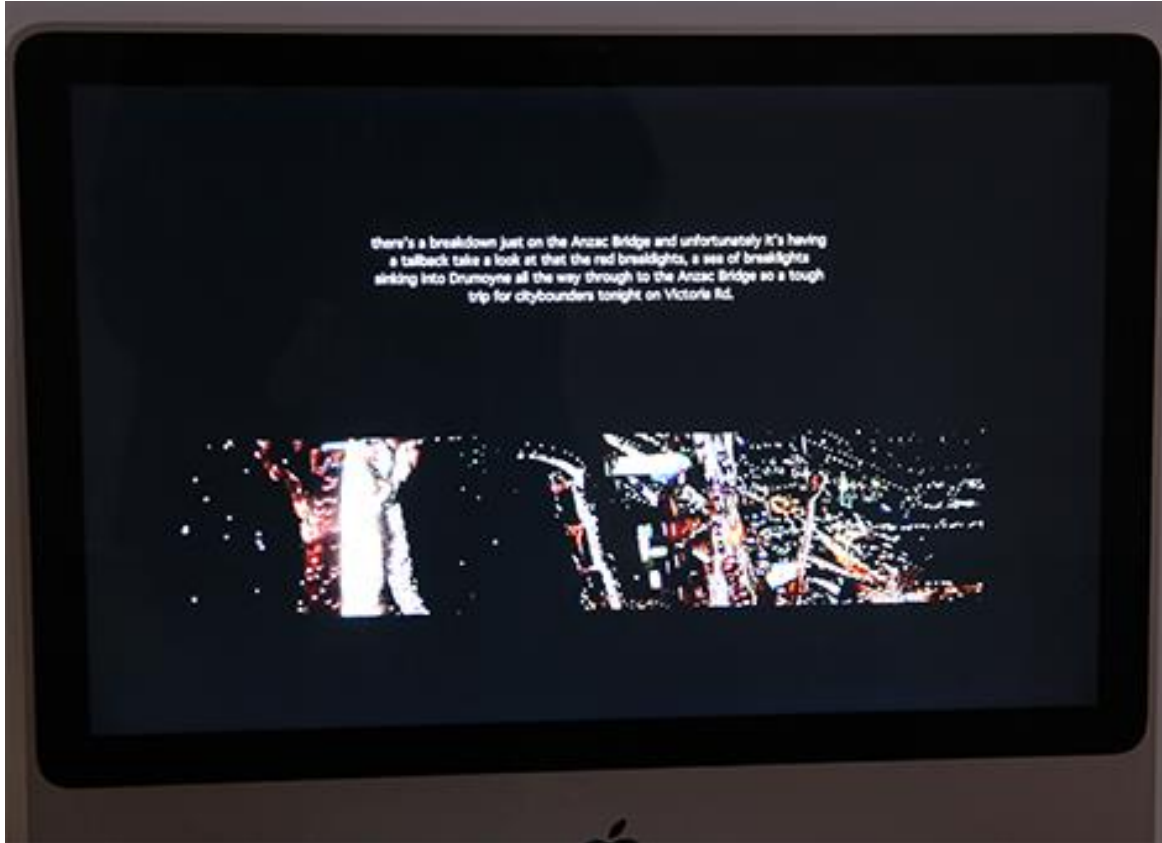 there's a breakdown just on the Anzac Bridge and unfortunately it's having
a tailback take a look at that the red breaklights, a sea of breaklights
sinking into Drumoyne all the way through to the Anzac Bridge so a tough
trip for citybounders tonight on Victoria Rd.